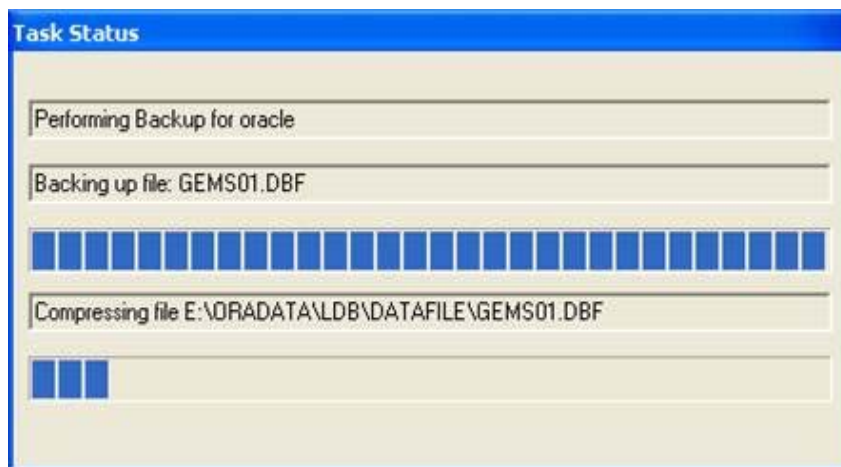 Task Status
Performing Backup for oracle
Backing up file: GEMS01.DBF
Compressing file E:\ORADATA\LDB\DATAFILE\GEMS01.DBF